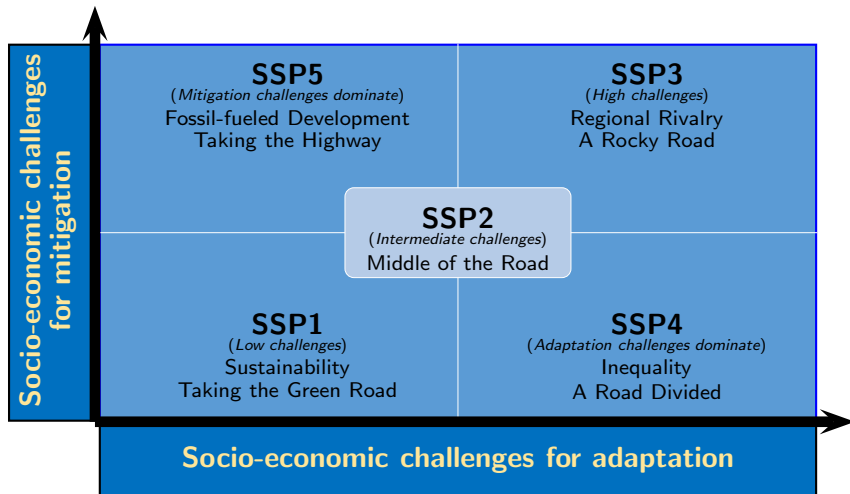 Socio-economic challenges
for mitigation
SSP5
(Mitigation challenges dominate)
Fossil-fueled Development
Taking the Highway
SSP3
(High challenges)
Regional Rivalry
A Rocky Road
SSP2
(Intermediate challenges)
Middle of the Road
SSP1
(Low challenges)
Sustainability
Taking the Green Road
SSP4
(Adaptation challenges dominate)
Inequality
A Road Divided
Socio-economic challenges for adaptation